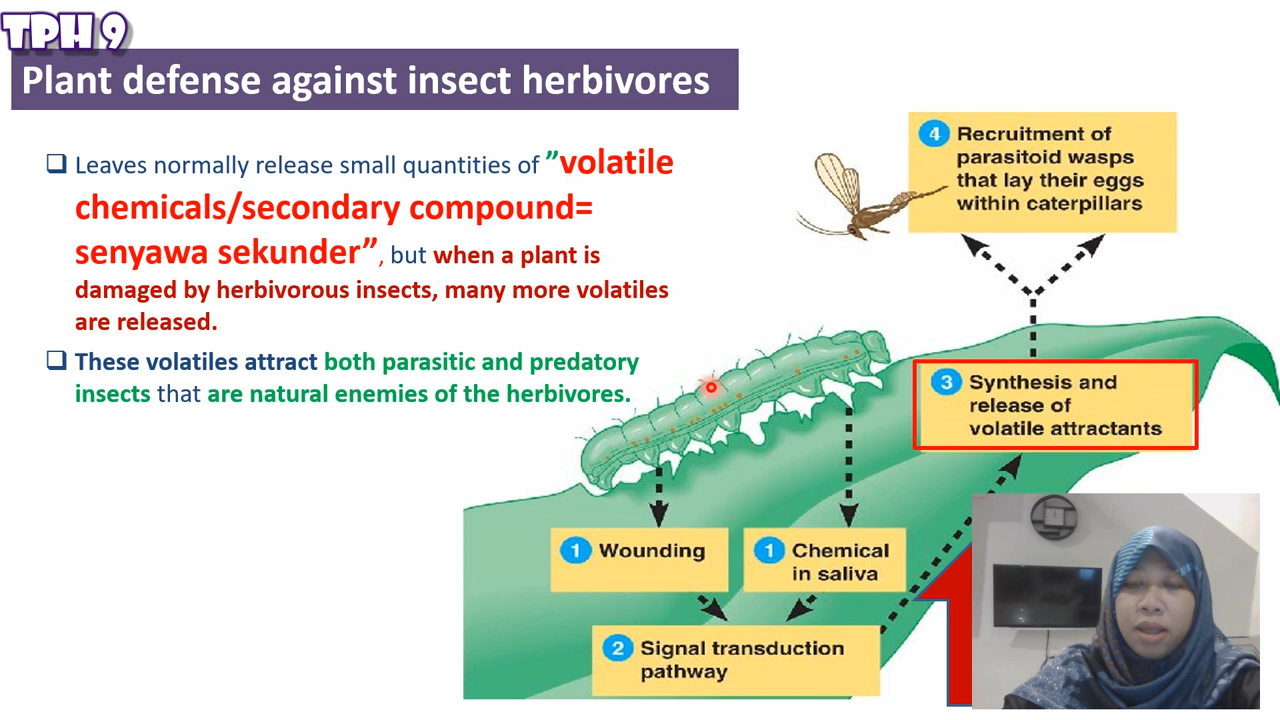 TPH 9
Plant defense against insect herbivores
Leaves normally release small quantities of ”volatile
chemicals/secondary compound=
senyawa sekunder”, but when a plant is
damaged by herbivorous insects, many more volatiles
are released.
These volatiles attract both parasitic and predatory
insects that are natural enemies of the herbivores.
4 Recruitment of
parasitoid wasps
that lay their eggs
within caterpillars
3 Synthesis and
release of
volatile attractants
1 Wounding
1 Chemical
in saliva
2 Signal transduction
pathway